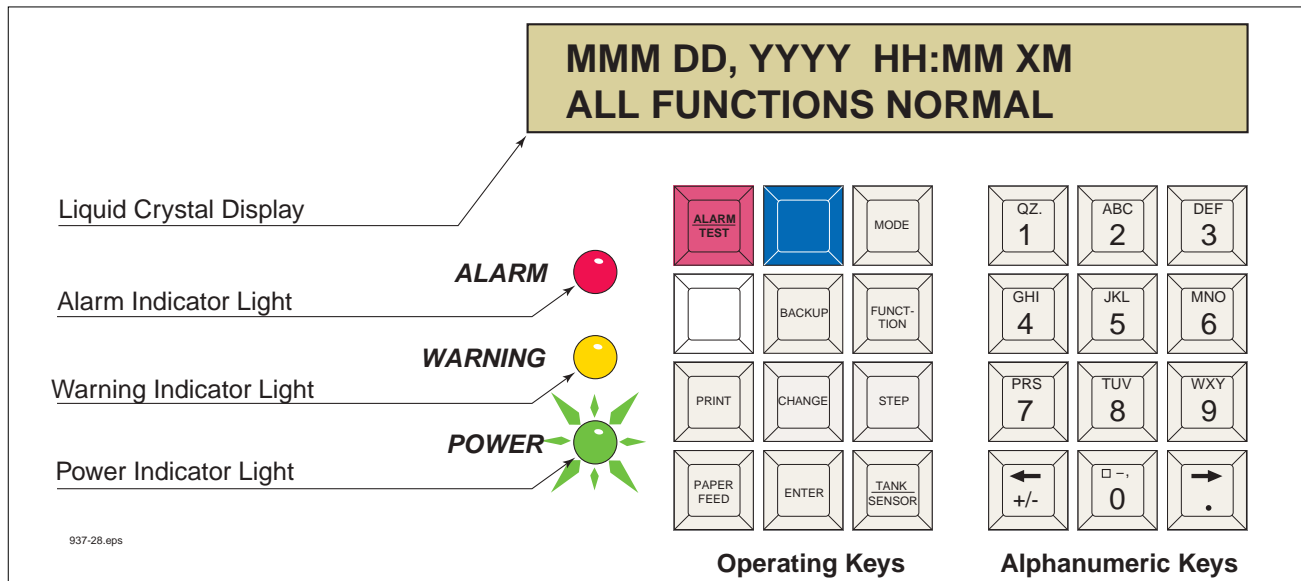 MMM DD, YYYY  HH:MM XM
ALL FUNCTIONS NORMAL
Liquid Crystal Display
ALARM
Alarm Indicator Light
WARNING
Warning Indicator Light
POWER
Power Indicator Light
ALARM
TEST
MODE
BACKUP
FUNCT-
TION
PRINT
CHANGE
STEP
PAPER
FEED
ENTER
TANK
SENSOR
Operating Keys
QZ.
1
ABC
2
DEF
3
GHI
4
JKL
5
MNO
6
PRS
7
TUV
8
WXY
9
←
+/-
□ – ,
0
→
.
Alphanumeric Keys
937-28.eps